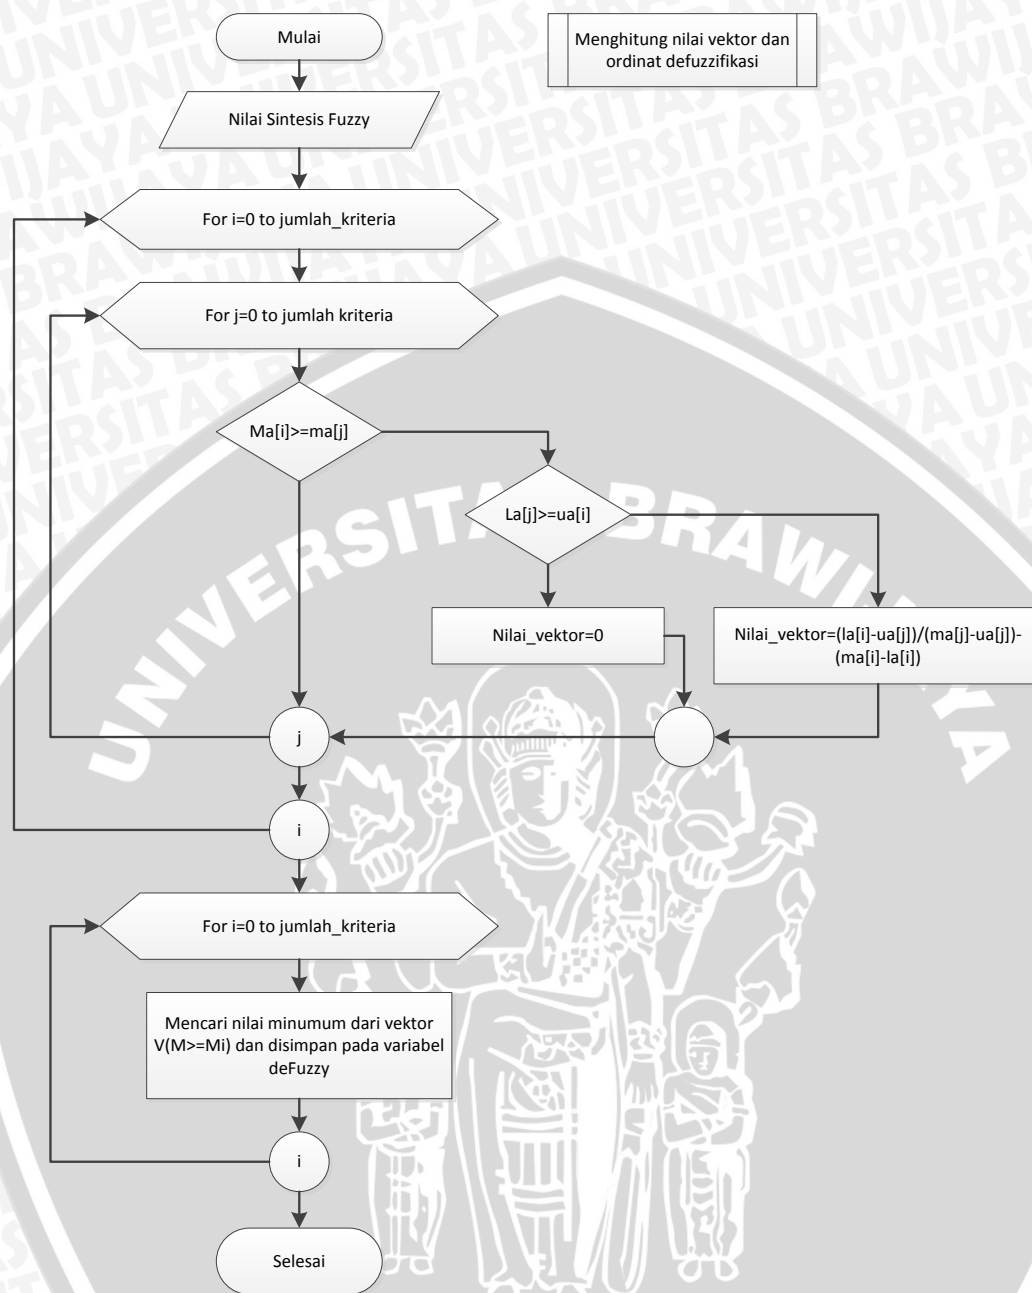 Mulai
Menghitung nilai vektor dan
ordinat defuzzifikasi
Nilai Sintesis Fuzzy
For i=0 to jumlah_kriteria
For j=0 to jumlah kriteria
Ma[i]>=ma[j]
La[j]>=ua[i]
Nilai_vektor=0
Nilai_vektor=(la[i]-ua[j])/(ma[j]-ua[j])-
(ma[i]-la[i])
j
i
For i=0 to jumlah_kriteria
Mencari nilai minumum dari vektor
V(M>=Mi) dan disimpan pada variabel
deFuzzy
i
Selesai
UNIVERSITAS BRAWIJAYA